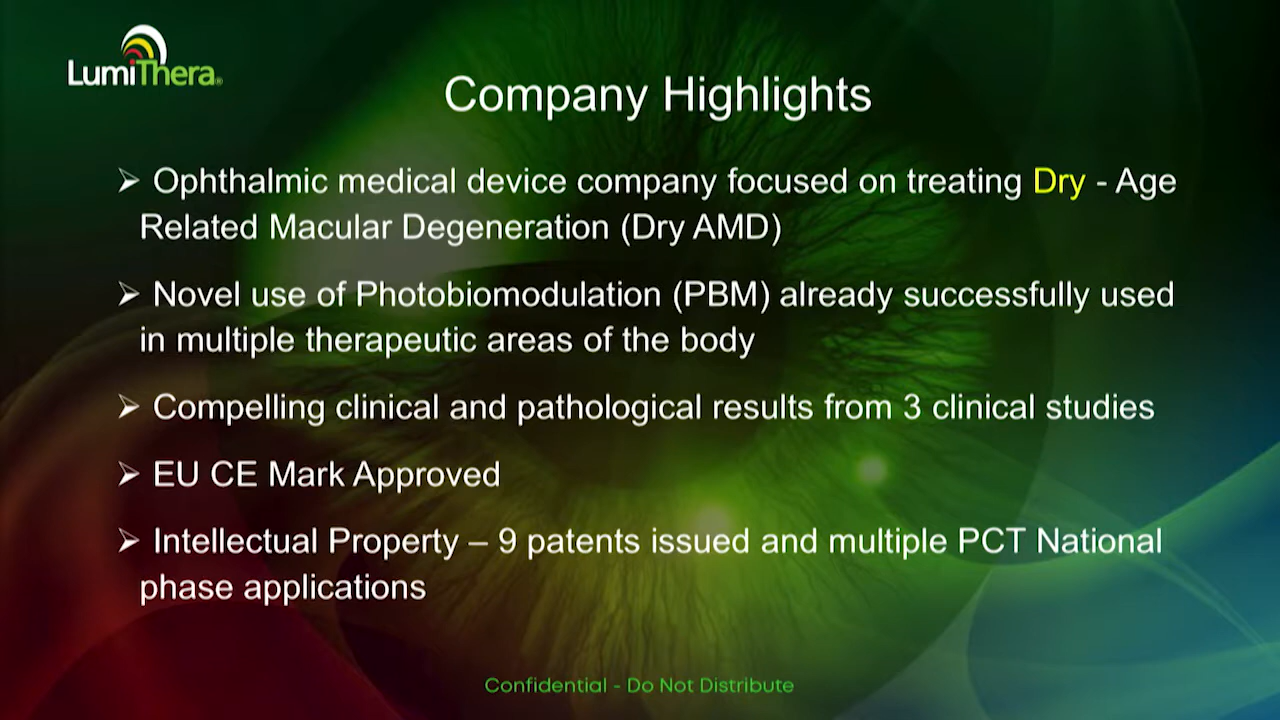 LumiThera®
Company Highlights
➢ Ophthalmic medical device company focused on treating Dry - Age
Related Macular Degeneration (Dry AMD)
➢ Novel use of Photobiomodulation (PBM) already successfully used
in multiple therapeutic areas of the body
➢ Compelling clinical and pathological results from 3 clinical studies
➢ EU CE Mark Approved
➢ Intellectual Property – 9 patents issued and multiple PCT National
phase applications
Confidential - Do Not Distribute